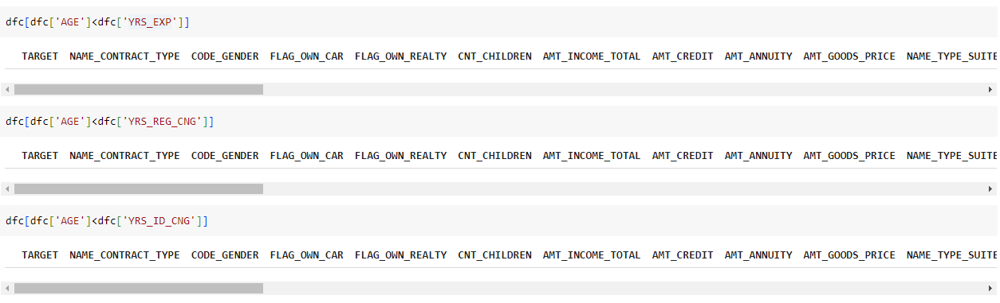 dfc[dfc['AGE']<dfc['YRS_EXP']]
TARGET NAME_CONTRACT_TYPE CODE_GENDER FLAG_OWN_CAR FLAG_OWN_REALTY CNT_CHILDREN AMT_INCOME_TOTAL AMT_CREDIT AMT_ANNUITY AMT_GOODS_PRICE NAME_TYPE_SUITE
dfc[dfc['AGE']<dfc['YRS_REG_CNG']]
TARGET NAME_CONTRACT_TYPE CODE_GENDER FLAG_OWN_CAR FLAG_OWN_REALTY CNT_CHILDREN AMT_INCOME_TOTAL AMT_CREDIT AMT_ANNUITY AMT_GOODS_PRICE NAME_TYPE_SUITE
dfc[dfc['AGE']<dfc['YRS_ID_CNG']]
TARGET NAME_CONTRACT_TYPE CODE_GENDER FLAG_OWN_CAR FLAG_OWN_REALTY CNT_CHILDREN AMT_INCOME_TOTAL AMT_CREDIT AMT_ANNUITY AMT_GOODS_PRICE NAME_TYPE_SUITE